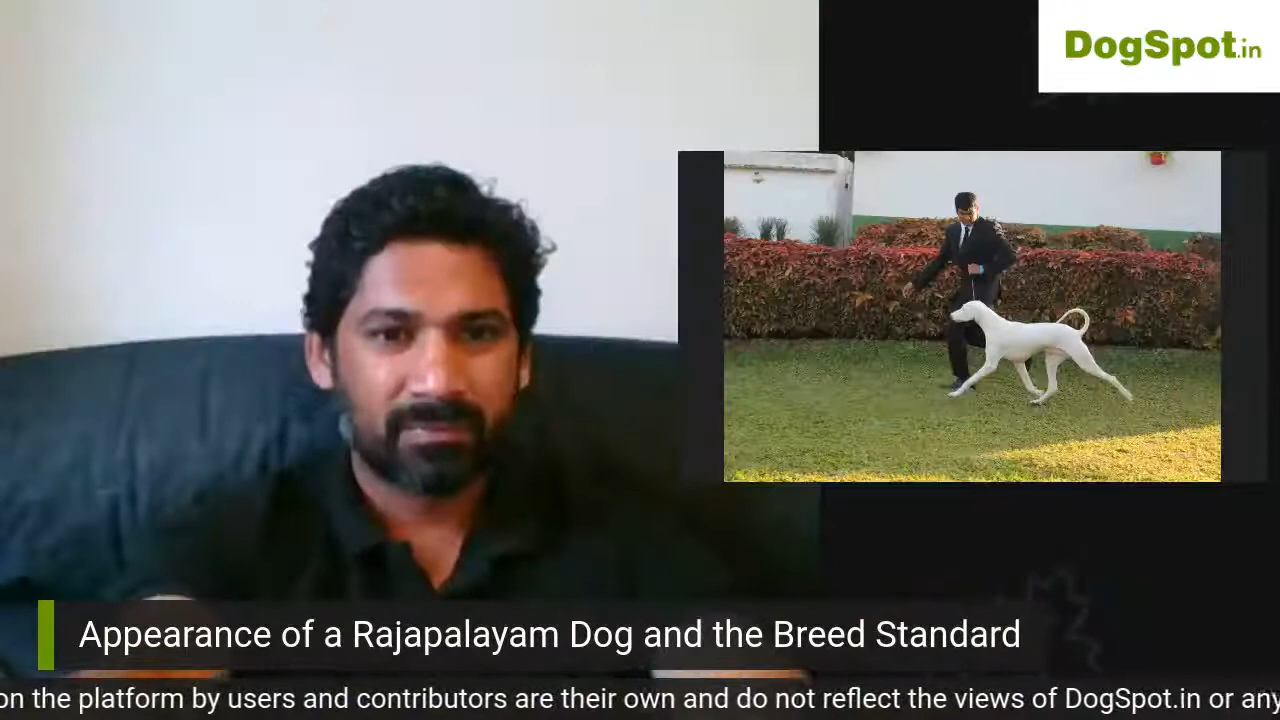 DogSpot.in
Appearance of a Rajapalayam Dog and the Breed Standard
on the platform by users and contributors are their own and do not reflect the views of DogSpot.in or any